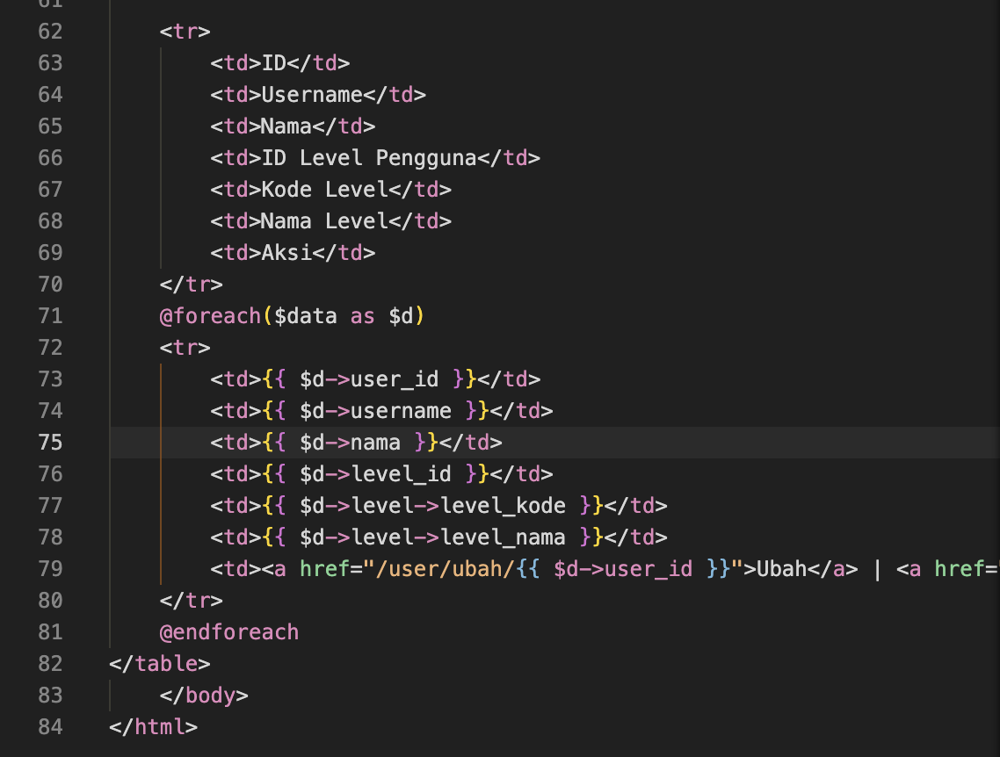 61
62 <tr>
63 <td>ID</td>
64 <td>Username</td>
65 <td>Nama</td>
66 <td>ID Level Pengguna</td>
67 <td>Kode Level</td>
68 <td>Nama Level</td>
69 <td>Aksi</td>
70 </tr>
71 @foreach($data as $d)
72 <tr>
73 <td>{{ $d->user_id }}</td>
74 <td>{{ $d->username }}</td>
75 <td>{{ $d->nama }}</td>
76 <td>{{ $d->level_id }}</td>
77 <td>{{ $d->level->level_kode }}</td>
78 <td>{{ $d->level->level_nama }}</td>
79 <td><a href="/user/ubah/{{ $d->user_id }}">Ubah</a> | <a href="
80 </tr>
81 @endforeach
82 </table>
83 </body>
84 </html>